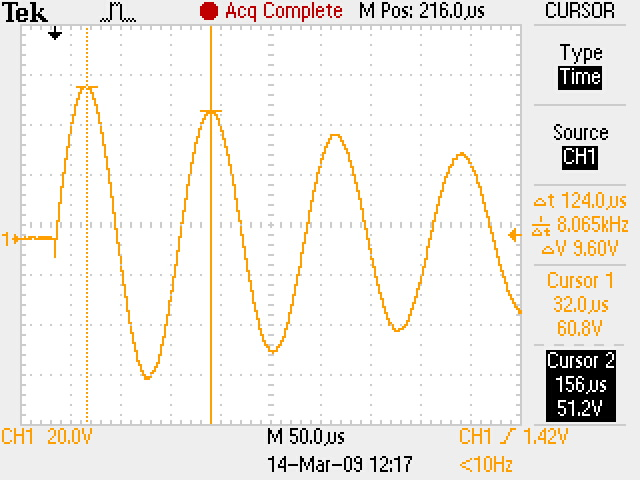 Tek Acq Complete M Pos: 216.0µs CURSOR
Type
Time
Source
CH1
Δt 124.0µs
1/Δt 8.065kHz
ΔV 9.60V
1
Cursor 1
32.0µs
60.8V
Cursor 2
156µs
51.2V
CH1 20.0V M 50.0µs CH1 / 1.42V
14-Mar-09 12:17 <10Hz